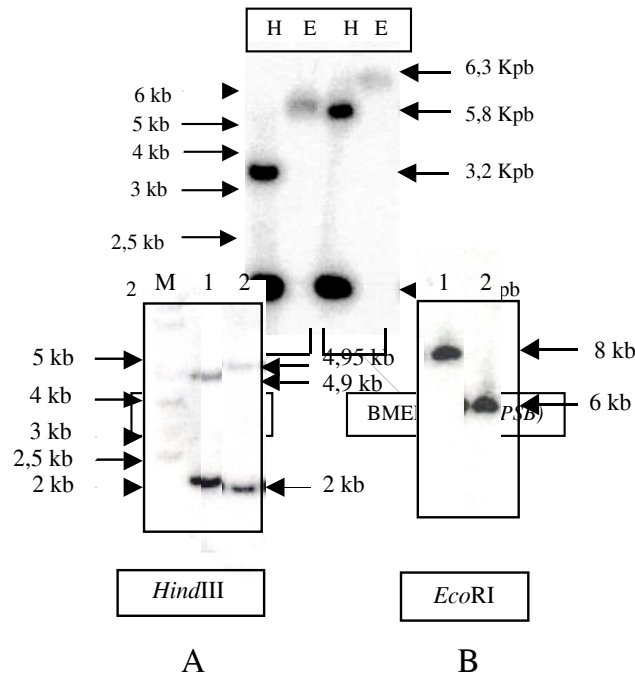 H E H E
6,3 Kpb
6 kb
5,8 Kpb
5 kb
4 kb
3,2 Kpb
3 kb
2,5 kb
2
pb
M 1 2
1 2
5 kb
4,95 kb
8 kb
4,9 kb
4 kb
6 kb
BME
PSB)
3 kb
2,5 kb
2 kb
2 kb
HindIII
EcoRI
A
B